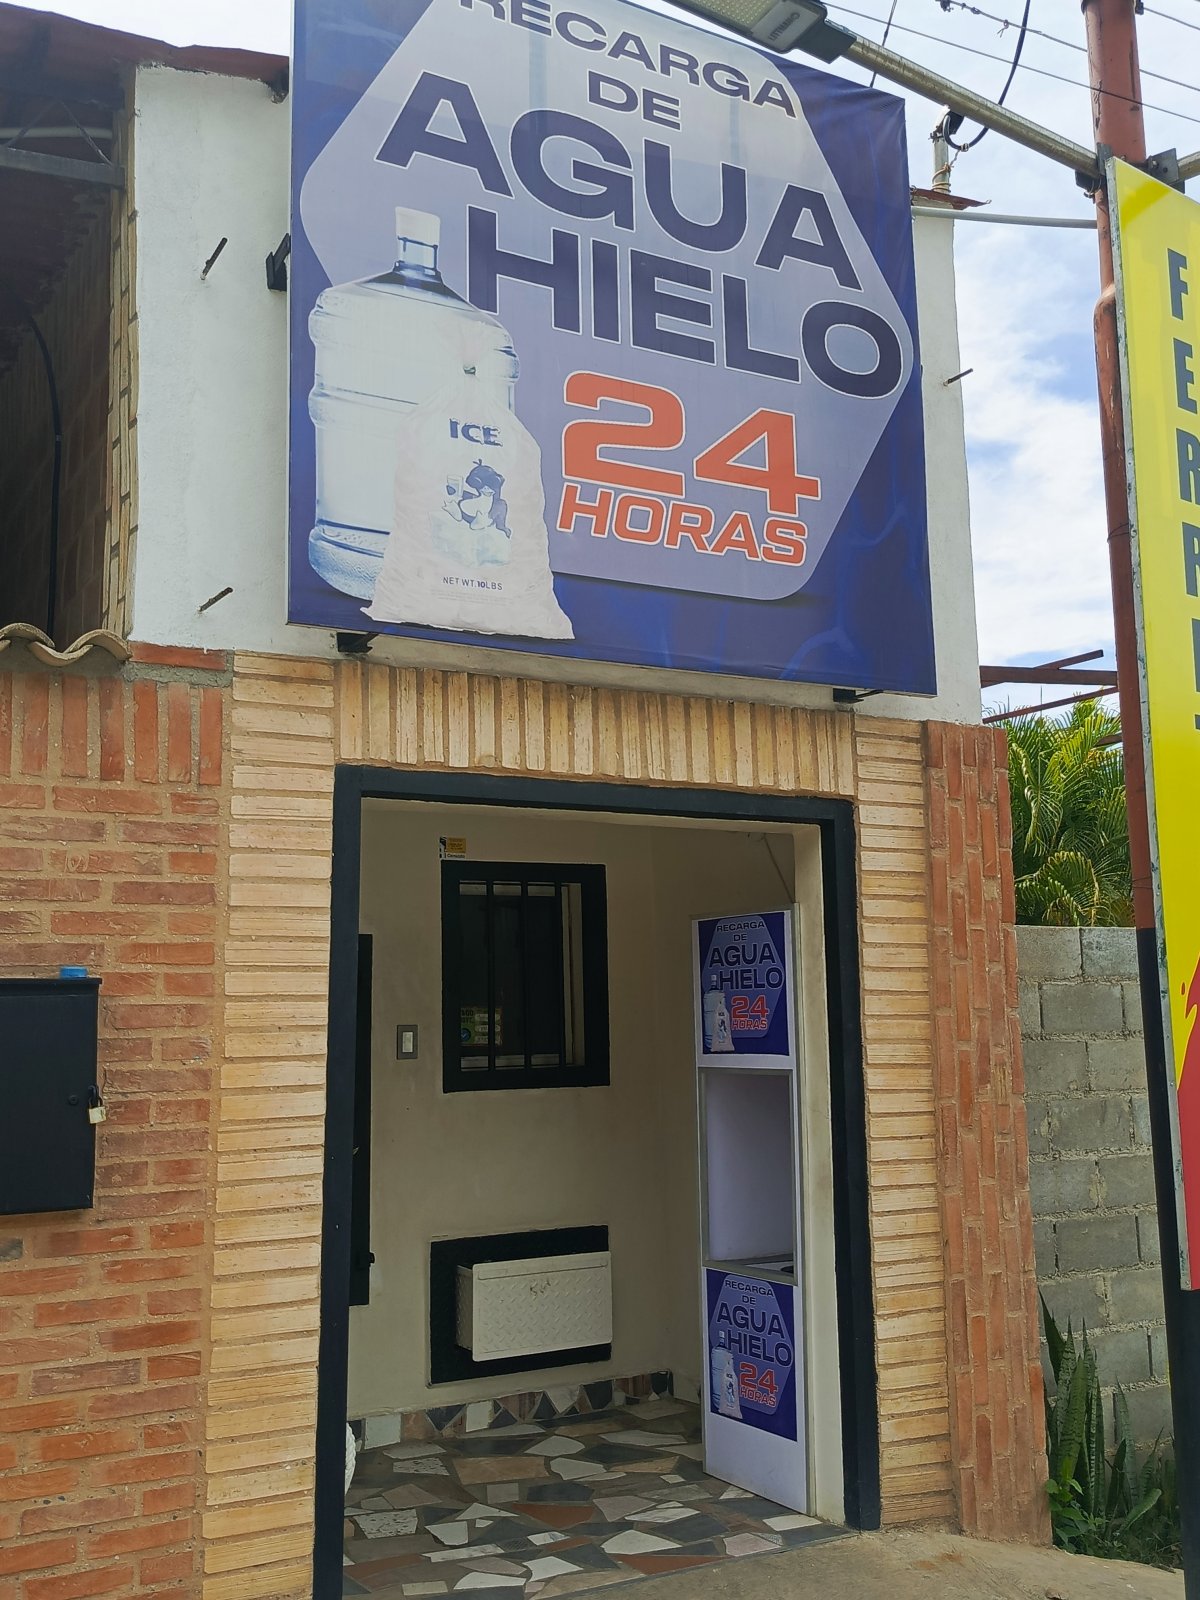 RECARGA
DE
AGUA
HIELO
24
HORAS
ICE
NET WT. 10LBS
RECARGA
DE
AGUA
HIELO
24
HORAS
RECARGA
DE
AGUA
HIELO
24
HORAS